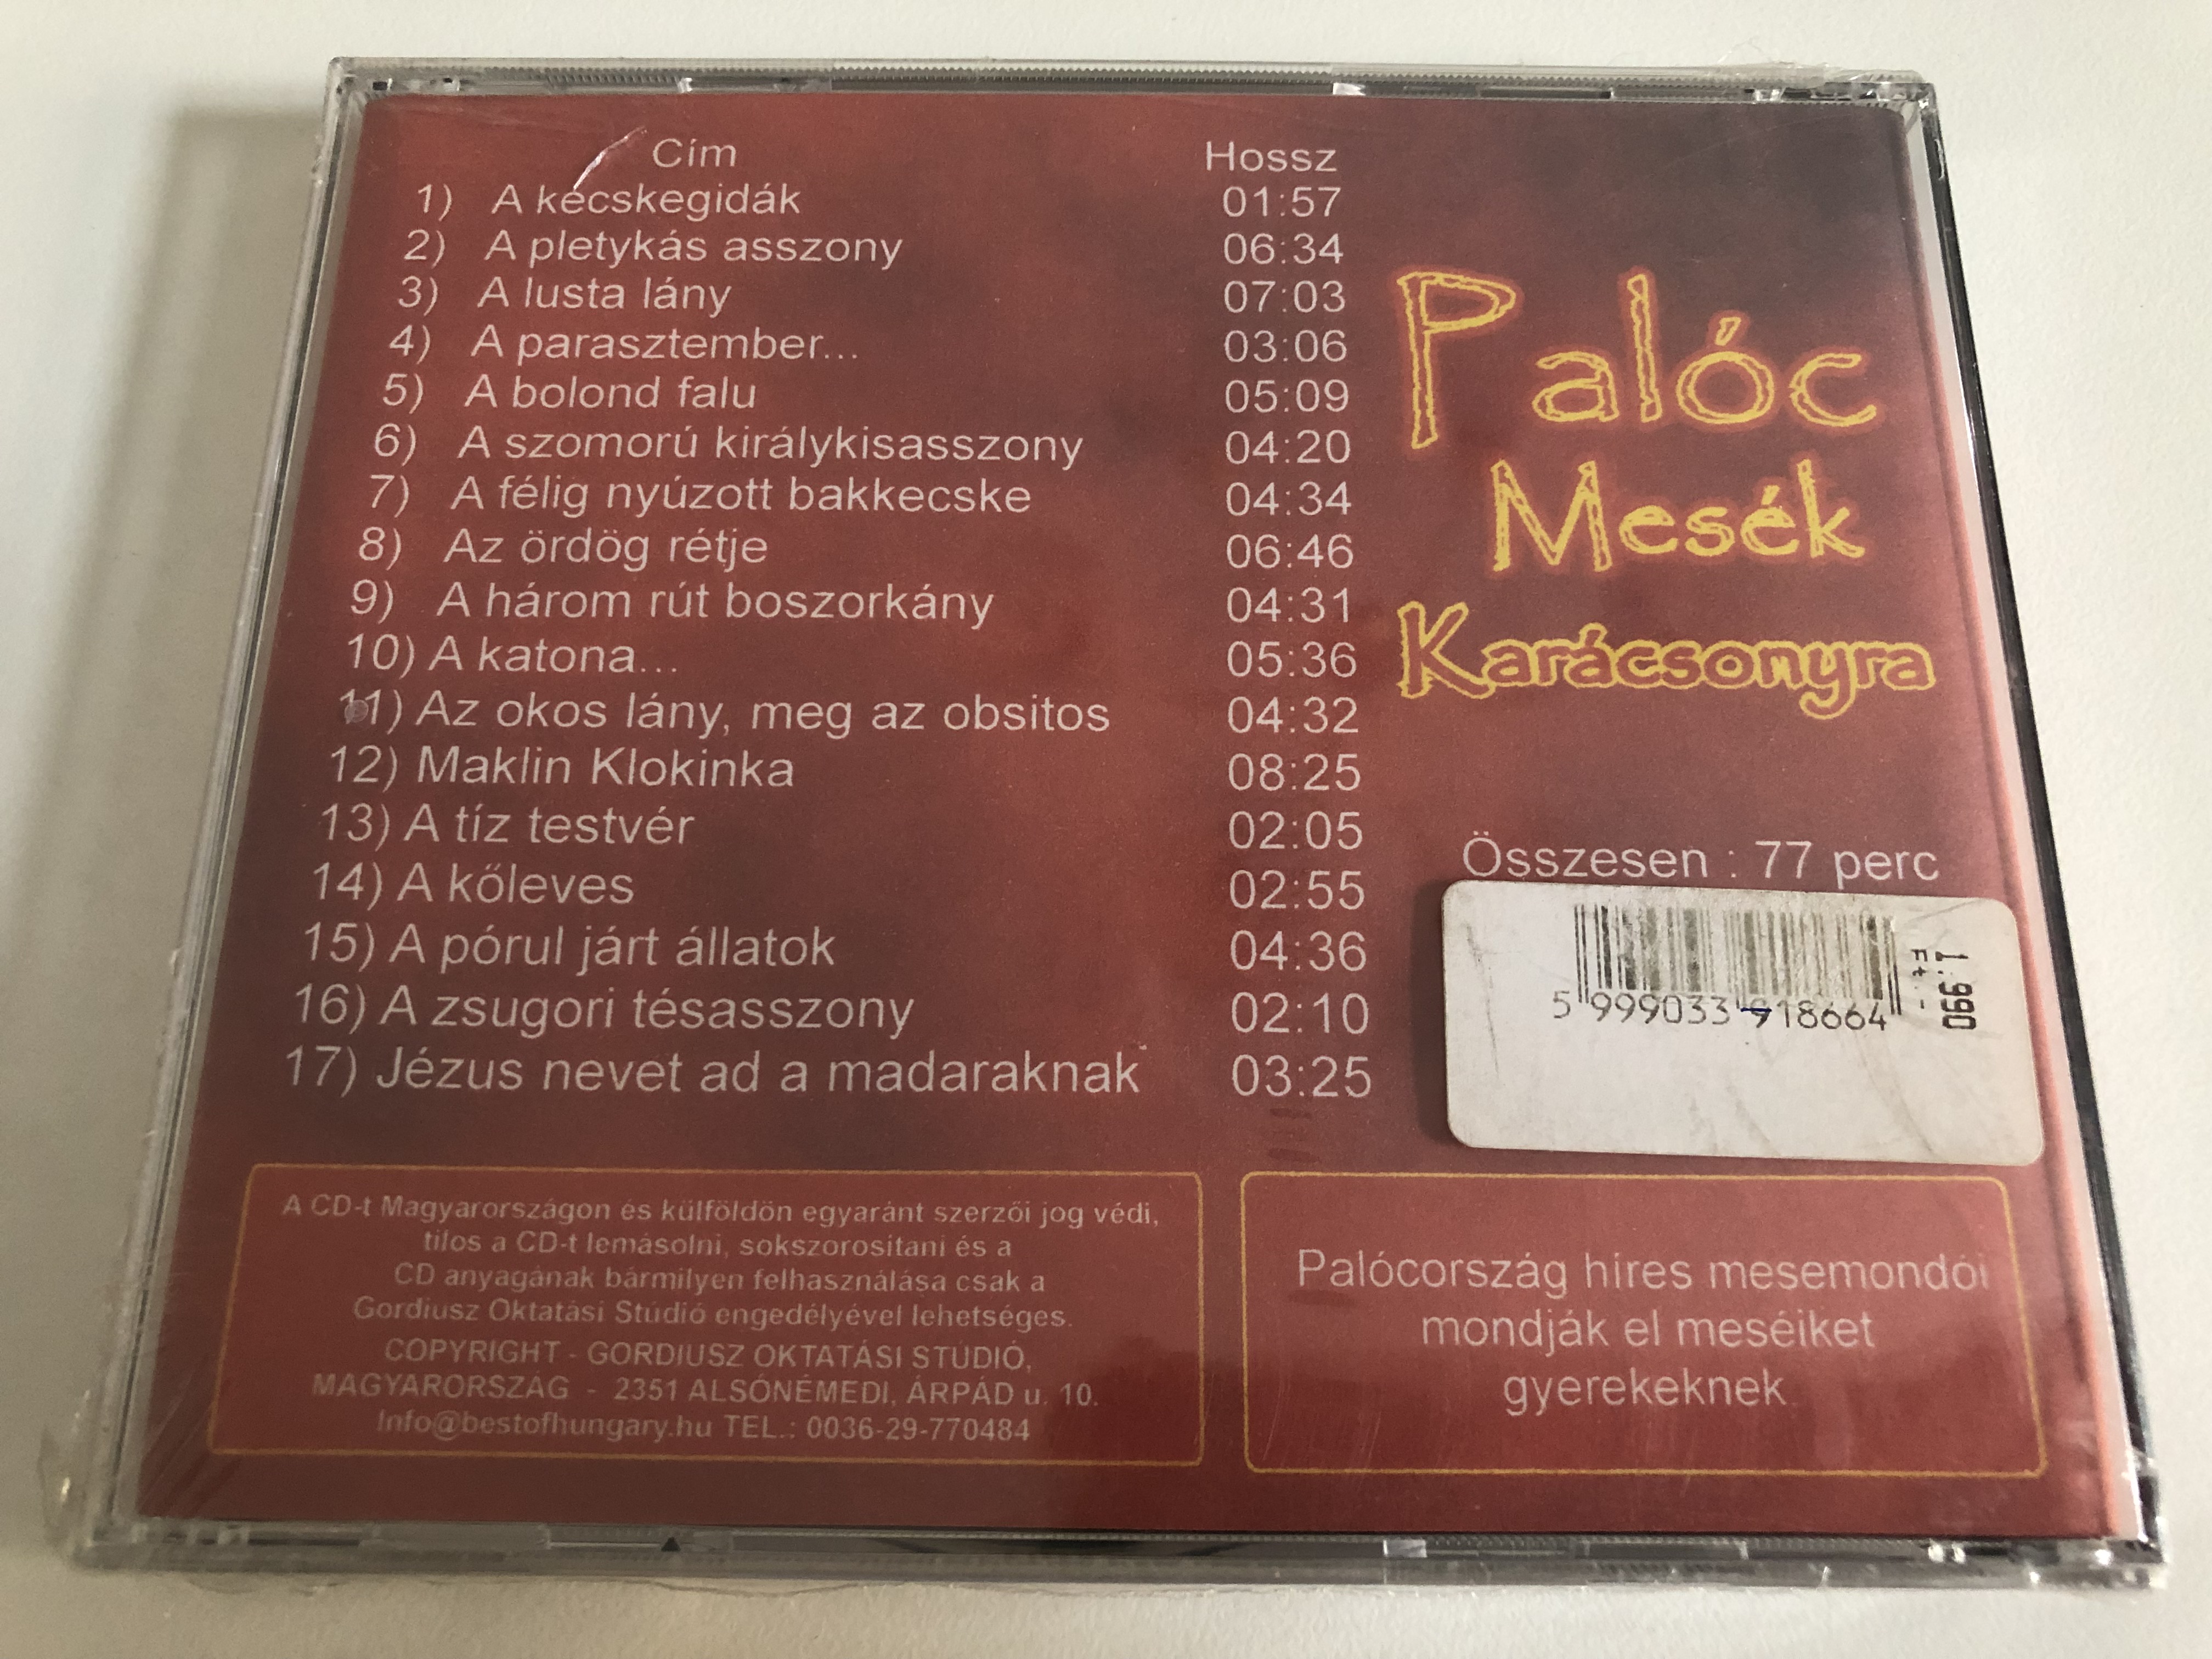 Cím Hossz
1) A kecskegidák 01:57
2) A pletykás asszony 06:34
3) A lusta lány 07:03
4) A parasztember... 03:06
5) A bolond falu 05:09
6) A szomorú királykisasszony 04:20
7) A félig nyúzott bakkecske 04:34
8) Az ördög rétje 06:46
9) A három rút boszorkány 04:31
10) A katona... 05:36
11) Az okos lány, meg az obsitos 04:32
12) Maklin Klokinka 08:25
13) A tíz testvér 02:05
14) A kőleves 02:55
15) A pórul járt állatok 04:36
16) A zsugori tésasszony 02:10
17) Jézus nevet ad a madaraknak 03:25
Palóc
Mesék
Karácsonyra
Összesen : 77 perc
5 999033 918664
1.990
Ft.-
A CD-t Magyarországon és külföldön egyaránt szerzői jog védi,
tilos a CD-t lemásolni, sokszorosítani és a
CD anyagának bármilyen felhasználása csak a
Gordiusz Oktatási Stúdió engedélyével lehetséges.
COPYRIGHT - GORDIUSZ OKTATÁSI STÚDIÓ,
MAGYARORSZÁG - 2351 ALSÓNÉMEDI, ÁRPÁD u. 10.
Info@bestofhungary.hu TEL.: 0036-29-770484
Palócország híres mesemondói
mondják el meséiket
gyerekeknek.